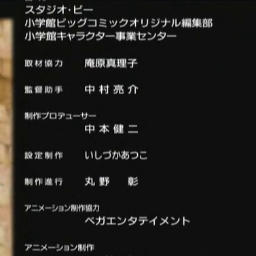 スタジオ・ビー
小学館ビッグコミックオリジナル編集部
小学館キャラクター事業センター
取材協力 庵原真理子
監督助手 中村亮介
制作プロデューサー
中本健二
設定制作 いしづかあつこ
制作進行 丸野 彰
アニメーション制作協力
ベガエンタテイメント
アニメーション制作